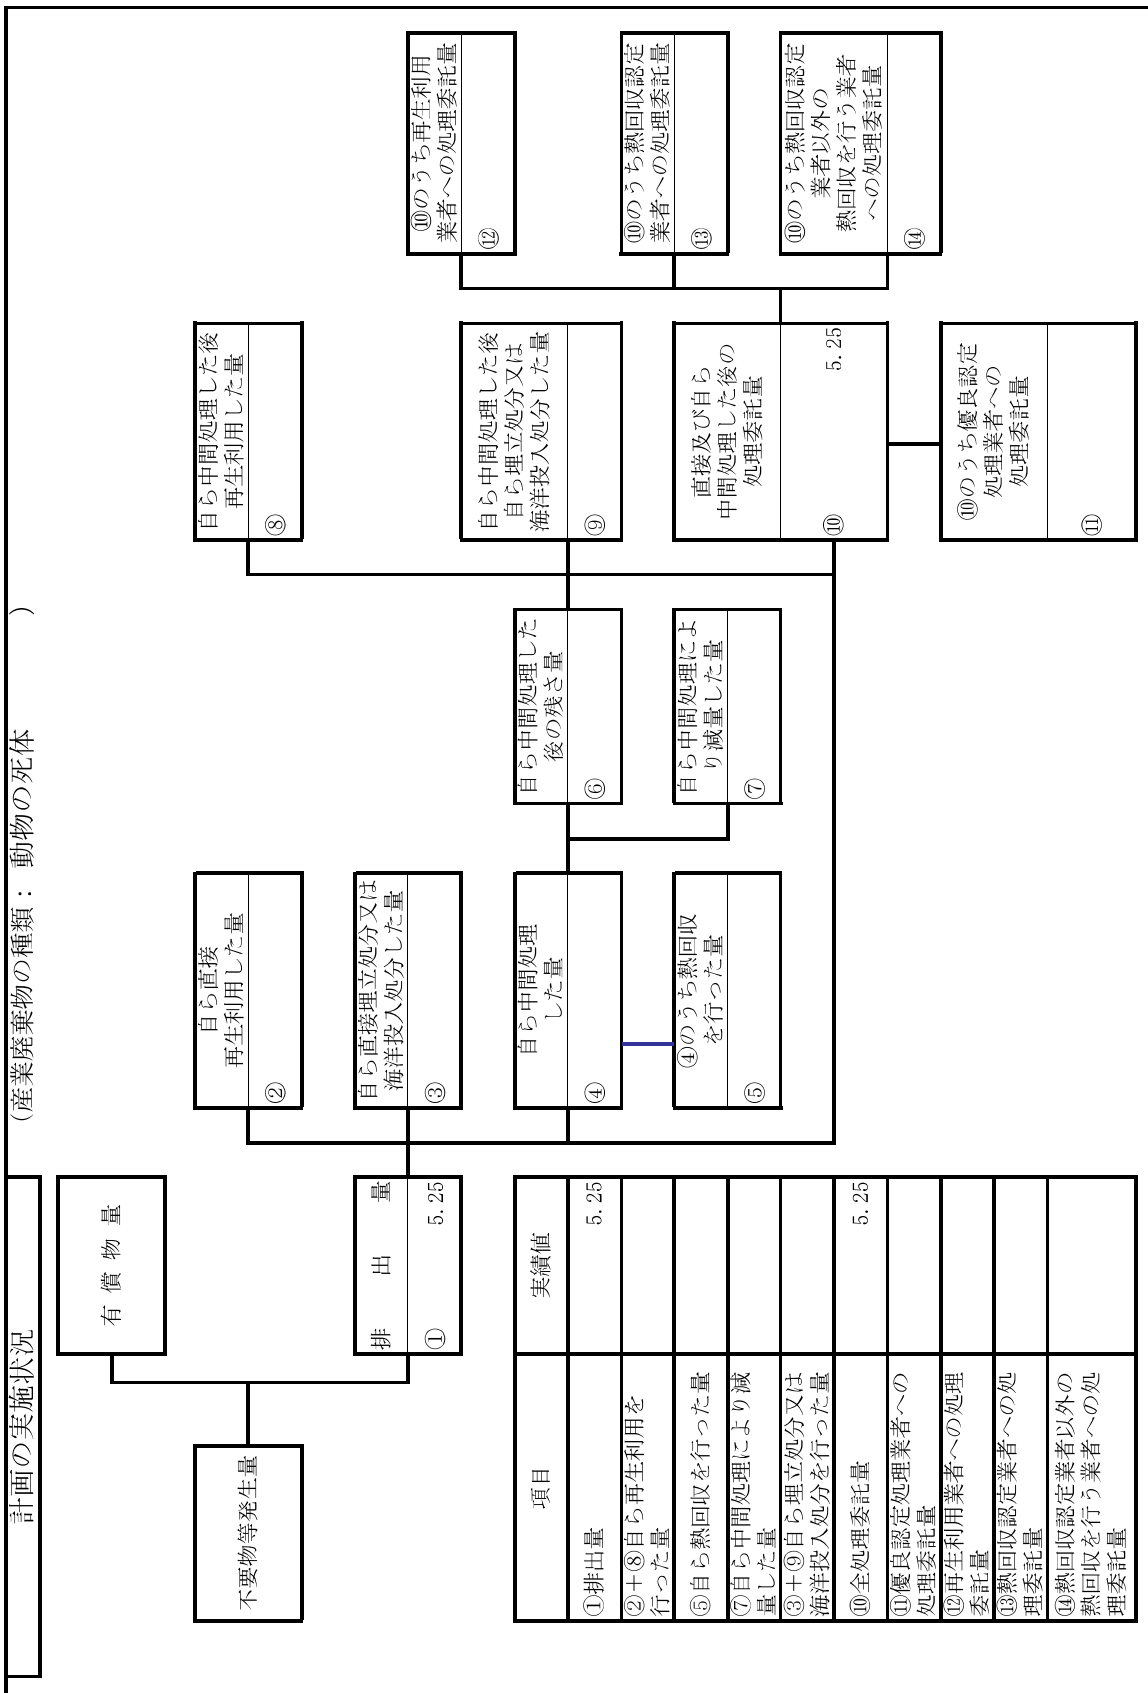 計画の実施状況
（産業廃棄物の種類： 動物の死体 ）
不要物等発生量
有 償 物 量
排 出 量
① 5.25
自ら直接
再生利用した量
②
自ら直接埋立処分又は
海洋投入処分した量
③
自ら中間処理
した量
④
④のうち熱回収
を行った量
⑤
自ら中間処理した
後の残さ量
⑥
自ら中間処理によ
り減量した量
⑦
自ら中間処理した後
再生利用した量
⑧
自ら中間処理した後
自ら埋立処分又は
海洋投入処分した量
⑨
直接及び自ら
中間処理した後の
処理委託量
⑩ 5.25
⑩のうち優良認定
処理業者への
処理委託量
⑪
⑩のうち再生利用
業者への処理委託量
⑫
⑩のうち熱回収認定
業者への処理委託量
⑬
⑩のうち熱回収認定
業者以外の
熱回収を行う業者
への処理委託量
⑭
項目 実績値
①排出量 5.25
②+⑧自ら再生利用を
行った量
⑤自ら熱回収を行った量
⑦自ら中間処理により減
量した量
③+⑨自ら埋立処分又は
海洋投入処分を行った量
⑩全処理委託量 5.25
⑪優良認定処理業者への
処理委託量
⑫再生利用業者への処理
委託量
⑬熱回収認定業者への処
理委託量
⑭熱回収認定業者以外の
熱回収を行う業者への処
理委託量